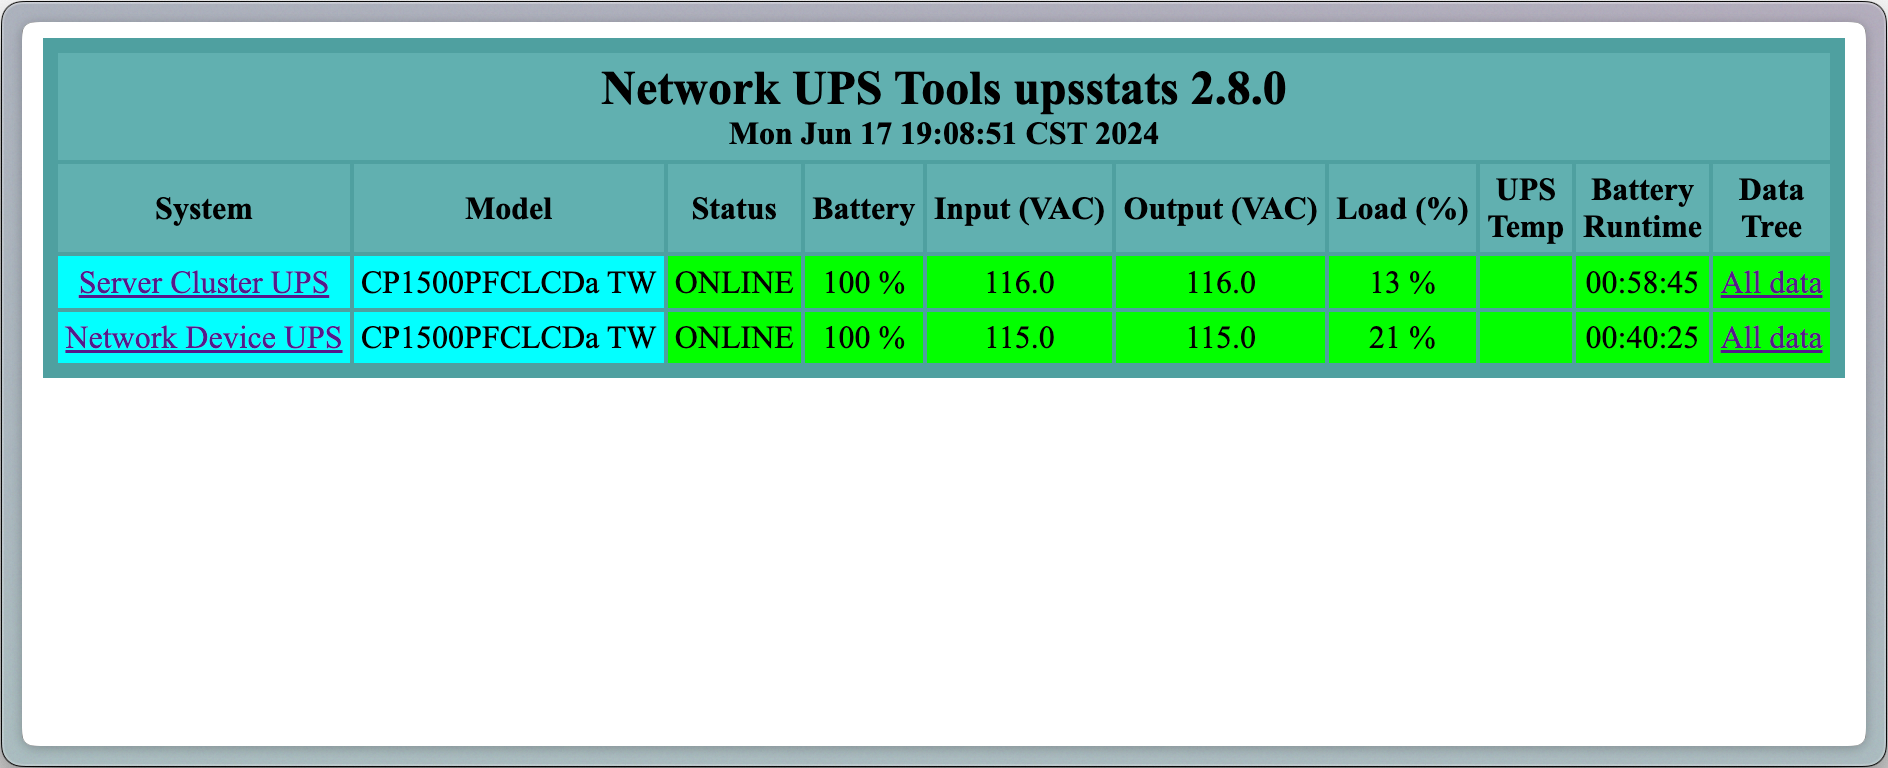 Network UPS Tools upsstats 2.8.0
Mon Jun 17 19:08:51 CST 2024
System Model Status Battery Input (VAC) Output (VAC) Load (%) UPS Temp Battery Runtime Data Tree
Server Cluster UPS CP1500PFCLCDa TW ONLINE 100 % 116.0 116.0 13 % 00:58:45 All data
Network Device UPS CP1500PFCLCDa TW ONLINE 100 % 115.0 115.0 21 % 00:40:25 All data